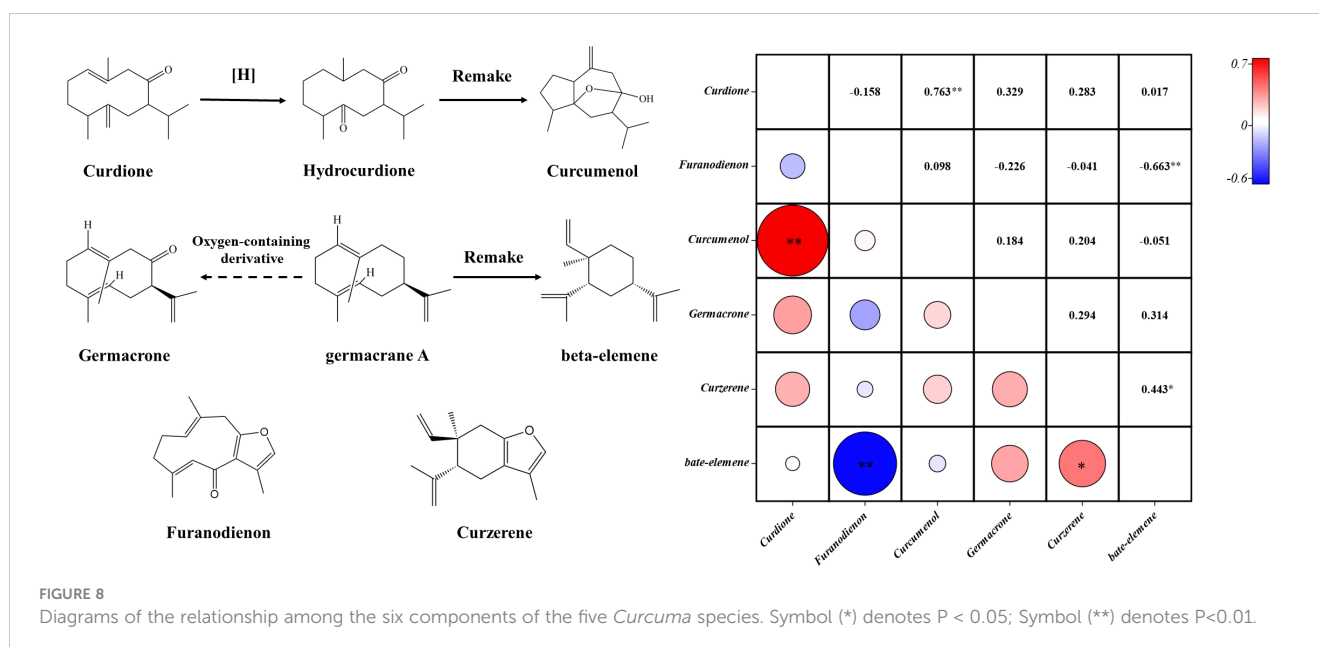 [H]
Remake
O
O
O
O
OH
Curdione
Hydrocurdione
Curcumenol
H
H
O
Oxygen-containing
derivative
H
H
Remake
Germacrone
germacrane A
beta-elemene
O
O
O
Furanodienon
Curzerene
Curdione
-0.158
0.763**
0.329
0.283
0.017
Furanodienon
0.098
-0.226
-0.041
-0.663**
Curcumenol
**
0.184
0.204
-0.051
Germacrone
0.294
0.314
Curzerene
0.443*
bate-elemene
**
*
Curdione
Furanodienon
Curcumenol
Germacrone
Curzerene
bate-elemene
0.7
0
-0.6
FIGURE 8
Diagrams of the relationship among the six components of the five Curcuma species. Symbol (*) denotes P < 0.05; Symbol (**) denotes P<0.01.